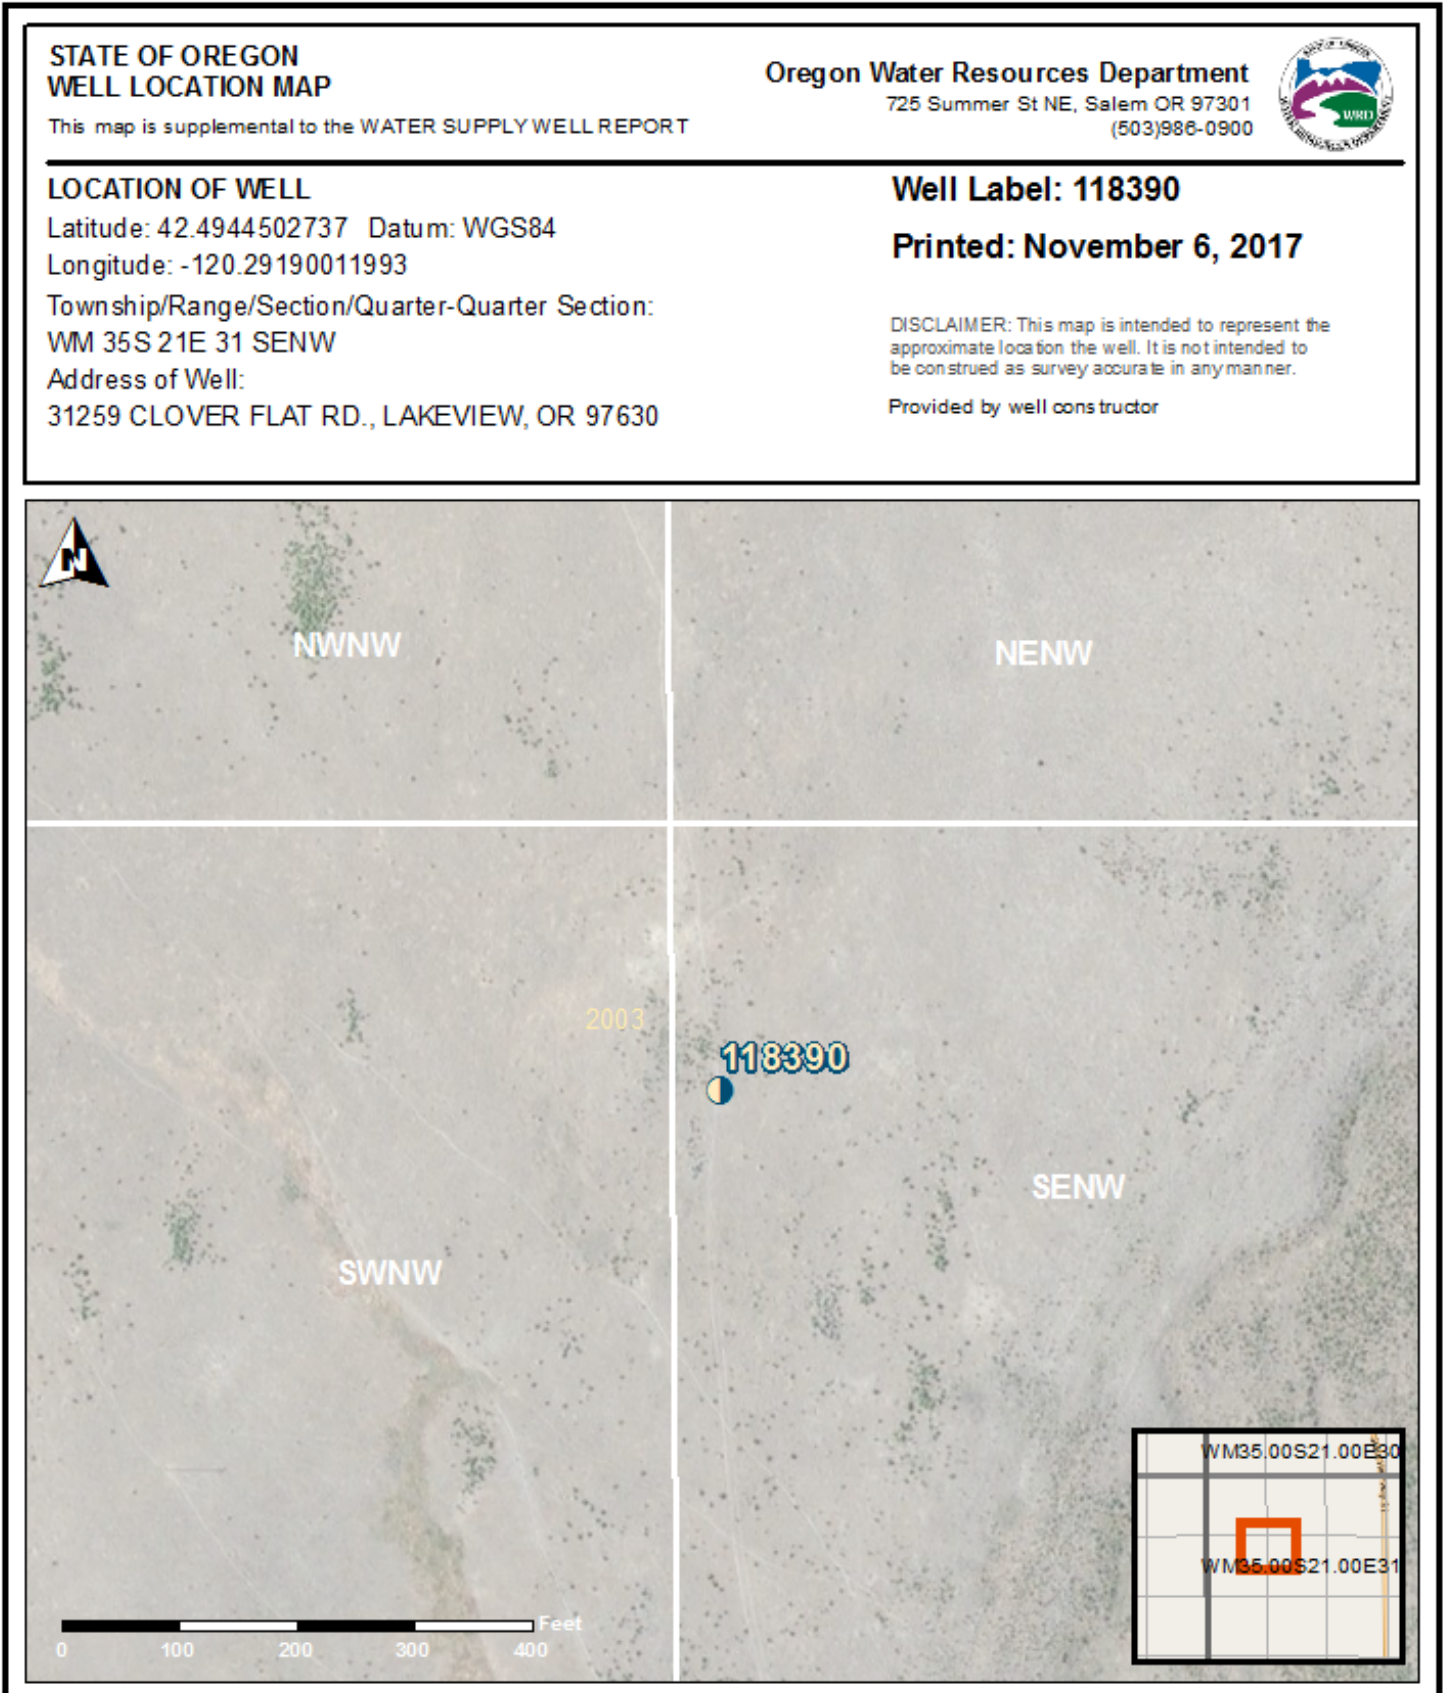 STATE OF OREGON
WELL LOCATION MAP
This map is supplemental to the WATER SUPPLY WELL REPORT
Oregon Water Resources Department
725 Summer St NE, Salem OR 97301
(503)986-0900
WRD
LOCATION OF WELL
Latitude: 42.4944502737 Datum: WGS84
Longitude: -120.29190011993
Township/Range/Section/Quarter-Quarter Section:
WM 35S 21E 31 SENW
Address of Well:
31259 CLOVER FLAT RD., LAKEVIEW, OR 97630
Well Label: 118390
Printed: November 6, 2017
DISCLAIMER: This map is intended to represent the
approximate location the well. It is not intended to
be construed as survey accurate in any manner.
Provided by well constructor
N
NWNW
NENW
2003
118390
SENW
SWNW
WM35.00S21.00E30
WM35.00S21.00E31
Feet
0 100 200 300 400